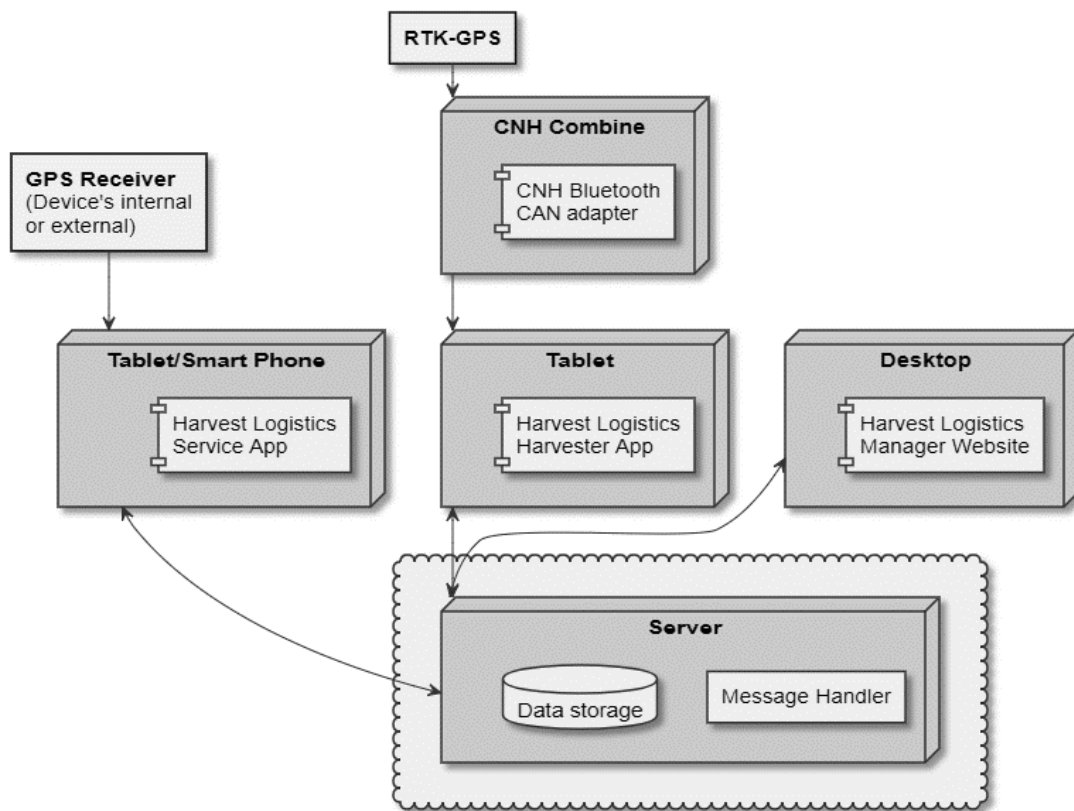 RTK-GPS
CNH Combine
CNH Bluetooth
CAN adapter
GPS Receiver
(Device's internal
or external)
Tablet/Smart Phone
Harvest Logistics
Service App
Tablet
Harvest Logistics
Harvester App
Desktop
Harvest Logistics
Manager Website
Server
Data storage
Message Handler